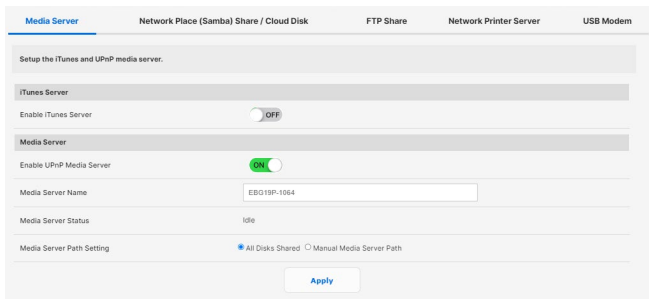 Media Server Network Place (Samba) Share / Cloud Disk FTP Share Network Printer Server USB Modem
Setup the iTunes and UPnP media server.
iTunes Server
Enable iTunes Server OFF
Media Server
Enable UPnP Media Server ON
Media Server Name EBG19P-1064
Media Server Status Idle
Media Server Path Setting All Disks Shared Manual Media Server Path
Apply